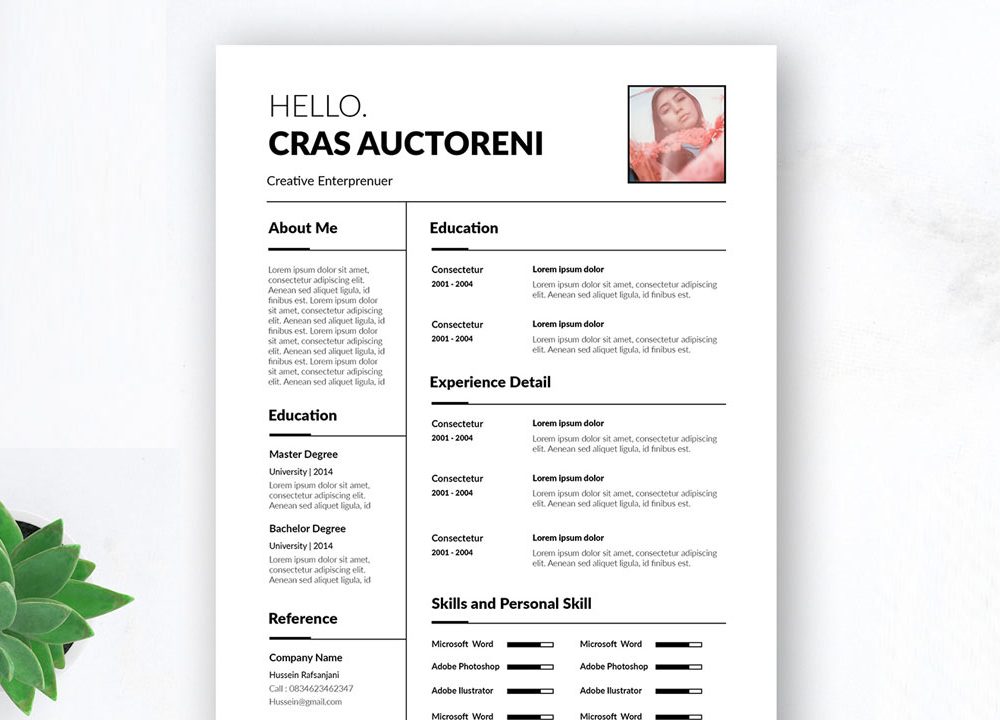 HELLO.
CRAS AUCTORENI
Creative Enterprenuer
About Me
Lorem ipsum dolor sit amet,
consectetur adipiscing elit.
Aenean sed aliquet ligula, id
finibus est. Lorem ipsum dolor
sit amet, consectetur adipiscing
elit. Aenean sed aliquet ligula, id
finibus est. Lorem ipsum dolor
sit amet, consectetur adipiscing
elit. Aenean sed aliquet ligula, id
finibus est. Lorem ipsum dolor
sit amet, consectetur adipiscing
elit. Aenean sed aliquet ligula, id
Education
Master Degree
University | 2014
Lorem ipsum dolor sit amet,
consectetur adipiscing elit.
Aenean sed aliquet ligula, id
Bachelor Degree
University | 2014
Lorem ipsum dolor sit amet,
consectetur adipiscing elit.
Aenean sed aliquet ligula, id
Reference
Company Name
Hussein Rafsanjani
Call : 0834623462347
Hussein@gmail.com
Education
Consectetur
2001 - 2004
Lorem ipsum dolor
Lorem ipsum dolor sit amet, consectetur adipiscing
elit. Aenean sed aliquet ligula, id finibus est.
Consectetur
2001 - 2004
Lorem ipsum dolor
Lorem ipsum dolor sit amet, consectetur adipiscing
elit. Aenean sed aliquet ligula, id finibus est.
Experience Detail
Consectetur
2001 - 2004
Lorem ipsum dolor
Lorem ipsum dolor sit amet, consectetur adipiscing
elit. Aenean sed aliquet ligula, id finibus est.
Consectetur
2001 - 2004
Lorem ipsum dolor
Lorem ipsum dolor sit amet, consectetur adipiscing
elit. Aenean sed aliquet ligula, id finibus est.
Consectetur
2001 - 2004
Lorem ipsum dolor
Lorem ipsum dolor sit amet, consectetur adipiscing
elit. Aenean sed aliquet ligula, id finibus est.
Skills and Personal Skill
Microsoft Word Microsoft Word
Adobe Photoshop Adobe Photoshop
Adobe Ilustrator Adobe Ilustrator
Microsoft Word Microsoft Word